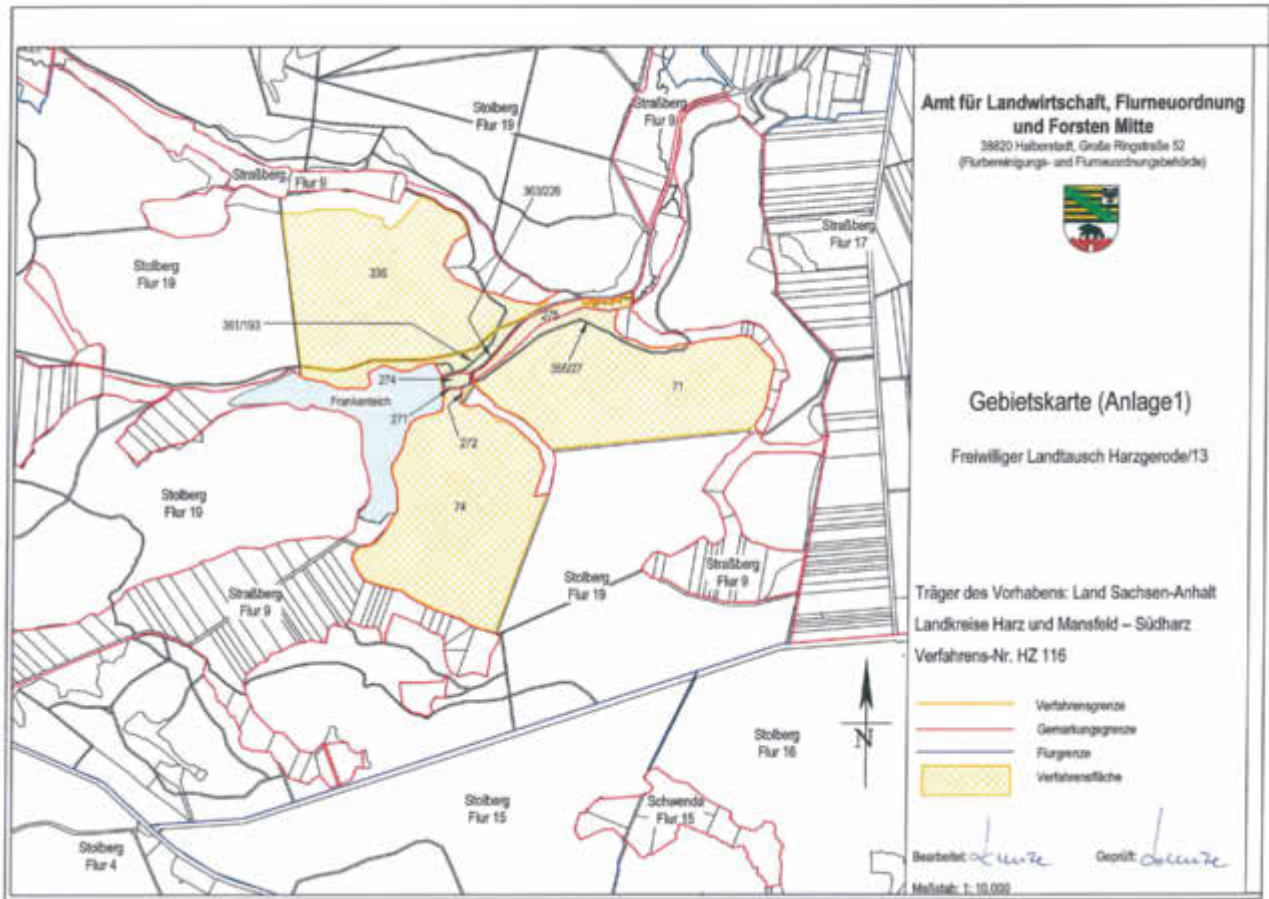 Stolberg
Flur 19
Straßberg
Flur 9
Straßberg
Flur 9
363/226
Straßberg
Flur 17
Stolberg
Flur 19
336
361/193
275
355/27
71
274
Frankenteich
271
272
Stolberg
Flur 19
74
Straßberg
Flur 9
Stolberg
Flur 19
Straßberg
Flur 9
Stolberg
Flur 16
Stolberg
Flur 15
Schwenda
Flur 15
Stolberg
Flur 4
N
Amt für Landwirtschaft, Flurneuordnung
und Forsten Mitte
38820 Halberstadt, Große Ringstraße 52
(Flurbereinigungs- und Flurneuordnungsbehörde)
Gebietskarte (Anlage1)
Freiwilliger Landtausch Harzgerode/13
Träger des Vorhabens: Land Sachsen-Anhalt
Landkreise Harz und Mansfeld – Südharz
Verfahrens-Nr. HZ 116
Verfahrensgrenze
Gemarkungsgrenze
Flurgrenze
Verfahrensfläche
Bearbeitet: Geprüft:
Maßstab: 1: 10.000